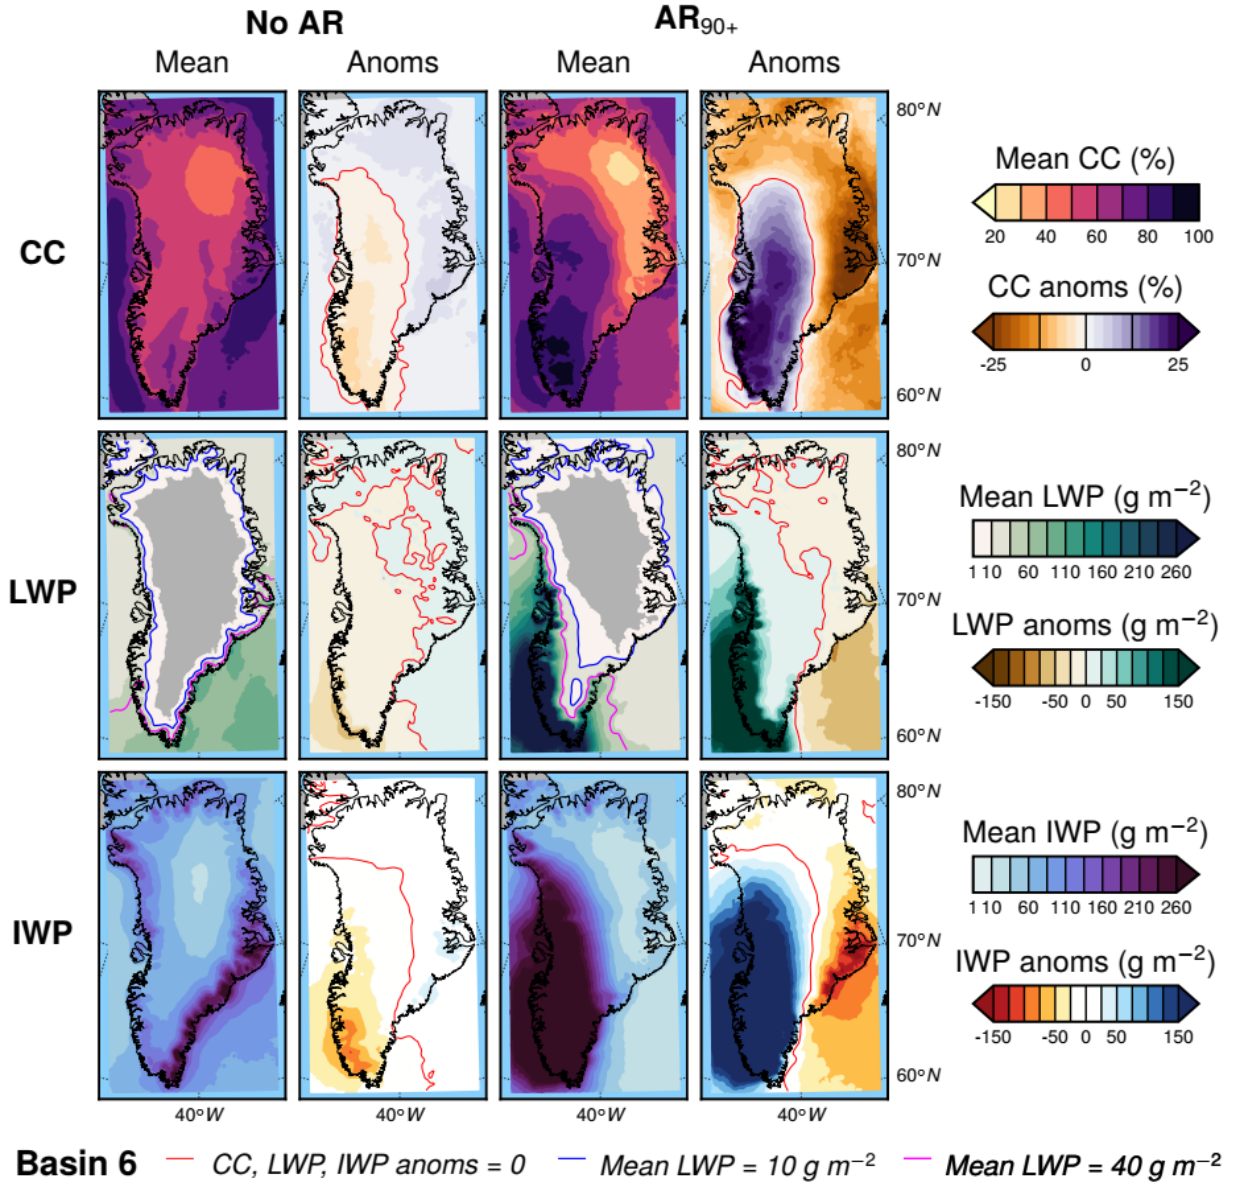 No AR AR₉₀₊
Mean Anoms Mean Anoms
CC
80°N
70°N
60°N
Mean CC (%)
20 40 60 80 100
CC anoms (%)
-25 0 25
LWP
80°N
70°N
60°N
Mean LWP (g m⁻²)
1 10 60 110 160 210 260
LWP anoms (g m⁻²)
-150 -50 0 50 150
IWP
80°N
70°N
60°N
Mean IWP (g m⁻²)
1 10 60 110 160 210 260
IWP anoms (g m⁻²)
-150 -50 0 50 150
40°W 40°W 40°W 40°W
Basin 6 CC, LWP, IWP anoms = 0 Mean LWP = 10 g m⁻² Mean LWP = 40 g m⁻²